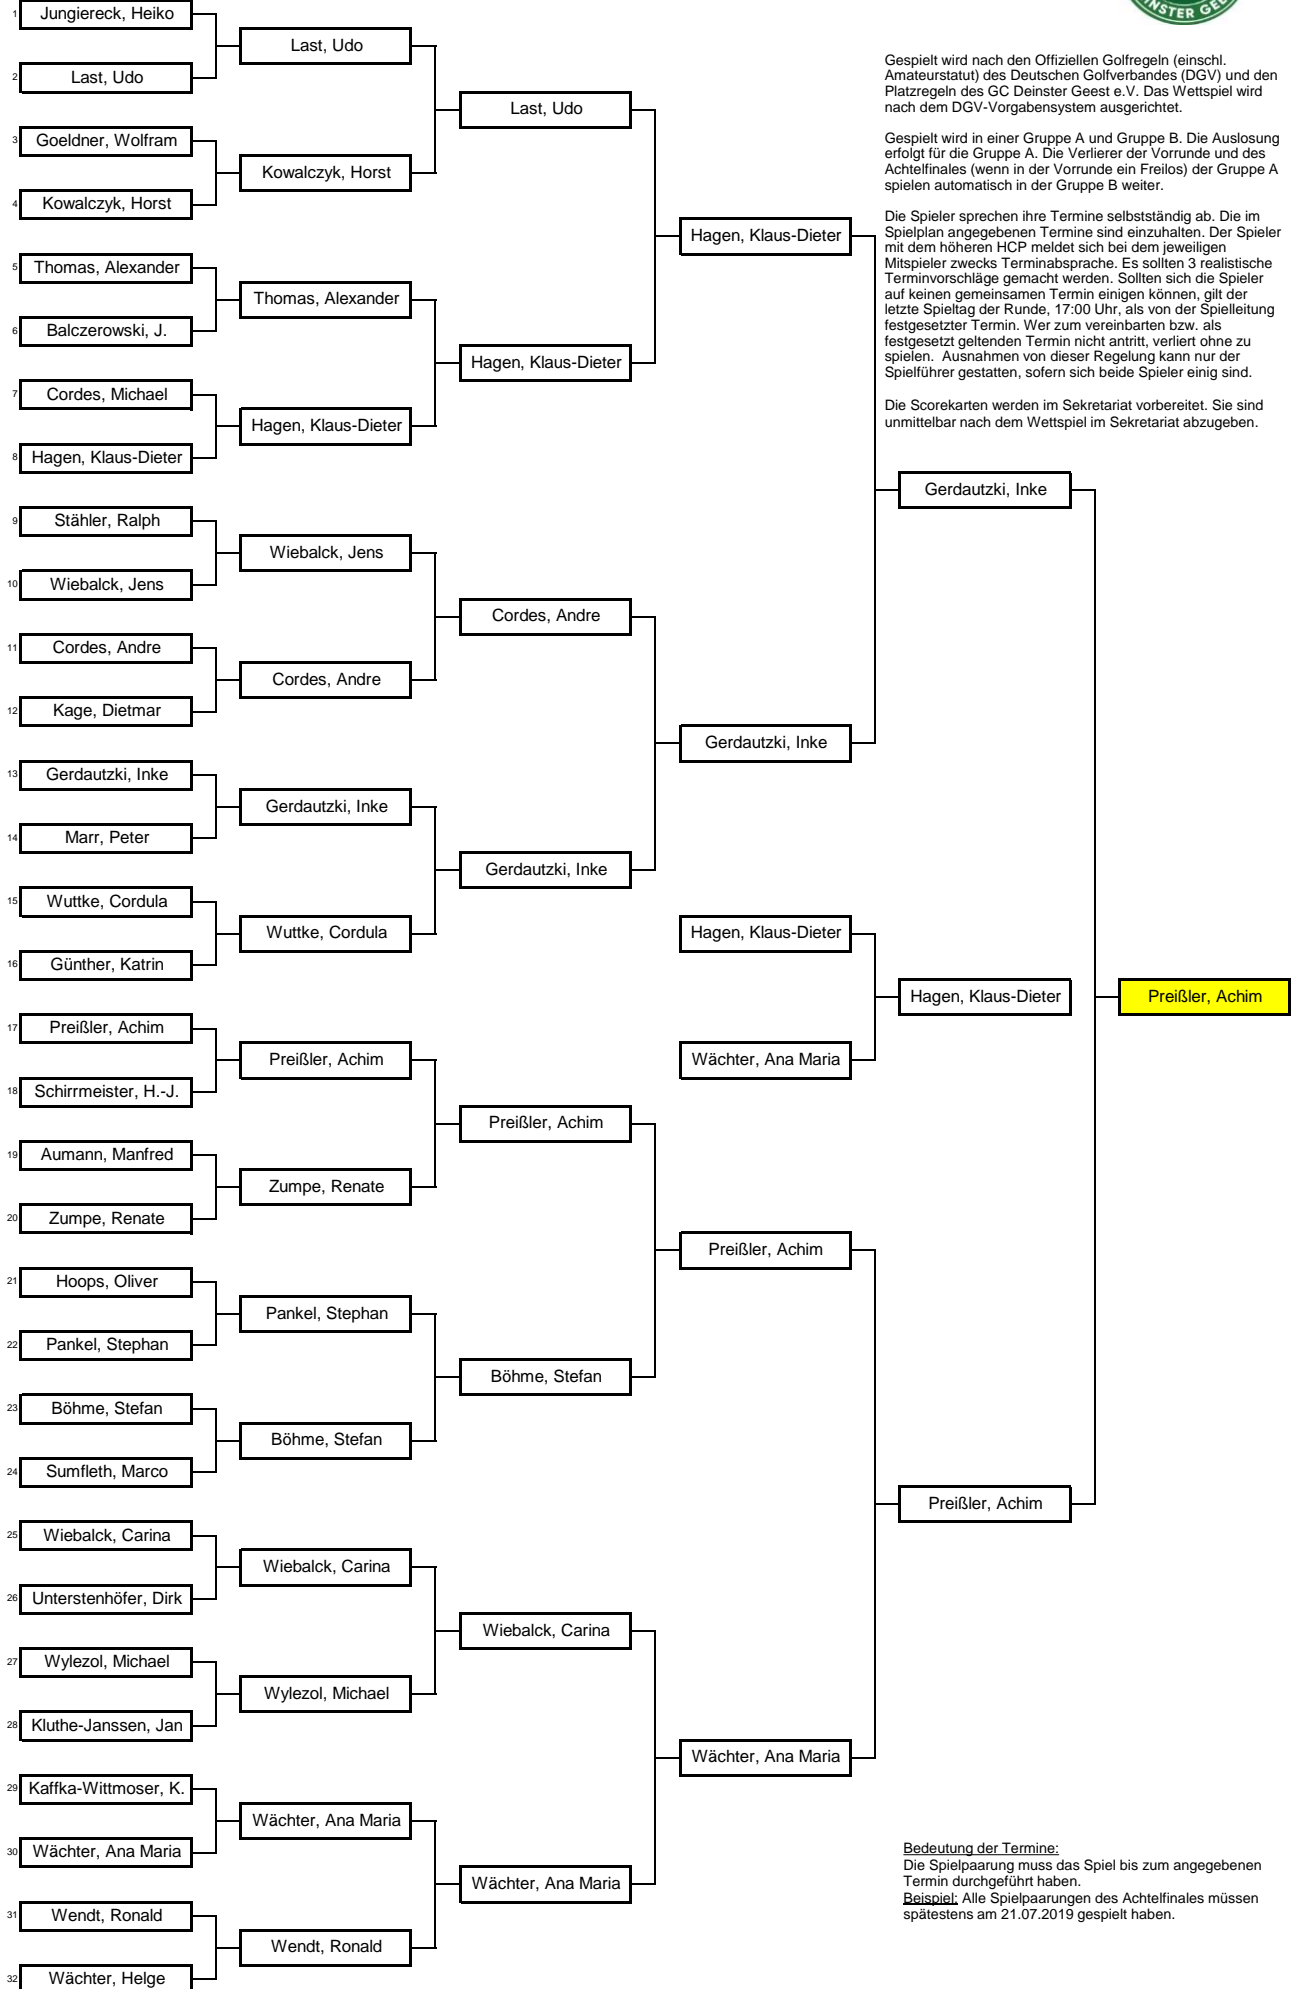 NSTER GEE
Gespielt wird nach den Offiziellen Golfregeln (einschl.
Amateurstatut) des Deutschen Golfverbandes (DGV) und den
Platzregeln des GC Deinster Geest e.V. Das Wettspiel wird
nach dem DGV-Vorgabensystem ausgerichtet.
Gespielt wird in einer Gruppe A und Gruppe B. Die Auslosung
erfolgt für die Gruppe A. Die Verlierer der Vorrunde und des
Achtelfinales (wenn in der Vorrunde ein Freilos) der Gruppe A
spielen automatisch in der Gruppe B weiter.
Die Spieler sprechen ihre Termine selbstständig ab. Die im
Spielplan angegebenen Termine sind einzuhalten. Der Spieler
mit dem höheren HCP meldet sich bei dem jeweiligen
Mitspieler zwecks Terminabsprache. Es sollten 3 realistische
Terminvorschläge gemacht werden. Sollten sich die Spieler
auf keinen gemeinsamen Termin einigen können, gilt der
letzte Spieltag der Runde, 17:00 Uhr, als von der Spielleitung
festgesetzter Termin. Wer zum vereinbarten bzw. als
festgesetzt geltenden Termin nicht antritt, verliert ohne zu
spielen.  Ausnahmen von dieser Regelung kann nur der
Spielführer gestatten, sofern sich beide Spieler einig sind.
Die Scorekarten werden im Sekretariat vorbereitet. Sie sind
unmittelbar nach dem Wettspiel im Sekretariat abzugeben.
1 Jungiereck, Heiko
2 Last, Udo
3 Goeldner, Wolfram
4 Kowalczyk, Horst
5 Thomas, Alexander
6 Balczerowski, J.
7 Cordes, Michael
8 Hagen, Klaus-Dieter
9 Stähler, Ralph
10 Wiebalck, Jens
11 Cordes, Andre
12 Kage, Dietmar
13 Gerdautzki, Inke
14 Marr, Peter
15 Wuttke, Cordula
16 Günther, Katrin
17 Preißler, Achim
18 Schirrmeister, H.-J.
19 Aumann, Manfred
20 Zumpe, Renate
21 Hoops, Oliver
22 Pankel, Stephan
23 Böhme, Stefan
24 Sumfleth, Marco
25 Wiebalck, Carina
26 Unterstenhöfer, Dirk
27 Wylezol, Michael
28 Kluthe-Janssen, Jan
29 Kaffka-Wittmoser, K.
30 Wächter, Ana Maria
31 Wendt, Ronald
32 Wächter, Helge
Last, Udo
Kowalczyk, Horst
Thomas, Alexander
Hagen, Klaus-Dieter
Wiebalck, Jens
Cordes, Andre
Gerdautzki, Inke
Wuttke, Cordula
Preißler, Achim
Zumpe, Renate
Pankel, Stephan
Böhme, Stefan
Wiebalck, Carina
Wylezol, Michael
Wächter, Ana Maria
Wendt, Ronald
Last, Udo
Hagen, Klaus-Dieter
Cordes, Andre
Gerdautzki, Inke
Preißler, Achim
Böhme, Stefan
Wiebalck, Carina
Wächter, Ana Maria
Hagen, Klaus-Dieter
Gerdautzki, Inke
Hagen, Klaus-Dieter
Wächter, Ana Maria
Preißler, Achim
Wächter, Ana Maria
Gerdautzki, Inke
Hagen, Klaus-Dieter
Preißler, Achim
Preißler, Achim
Bedeutung der Termine:
Die Spielpaarung muss das Spiel bis zum angegebenen
Termin durchgeführt haben.
Beispiel: Alle Spielpaarungen des Achtelfinales müssen
spätestens am 21.07.2019 gespielt haben.